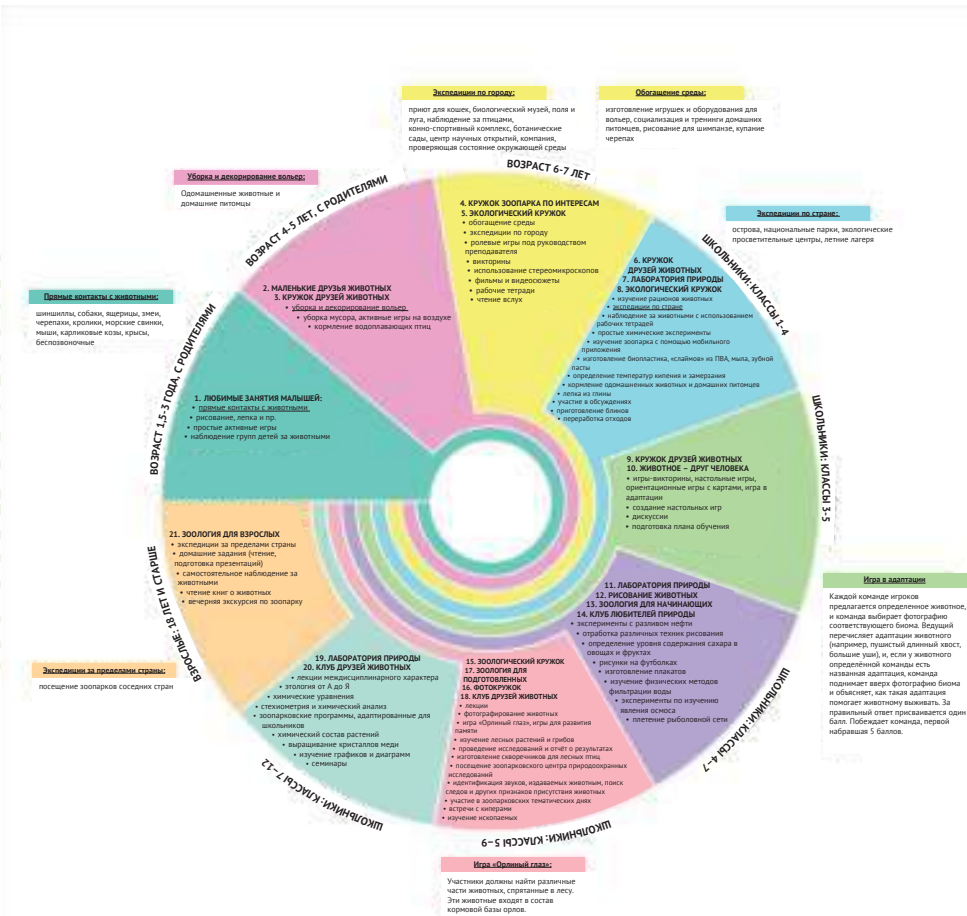 Экспедиции по городу:
приют для кошек, биологический музей, поля и
луга, наблюдение за птицами,
конно-спортивный комплекс, ботанические
сады, центр научных открытий, компания,
проверяющая состояние окружающей среды
Обогащение среды:
изготовление игрушек и оборудования для
вольер, социализация и тренинги домашних
питомцев, рисование для шимпанзе, купание
черепах
Уборка и декорирование вольер:
Одомашненные животные и
домашние питомцы
Экспедиции по стране:
острова, национальные парки, экологические
просветительные центры, летние лагеря
Прямые контакты с животными:
шиншиллы, собаки, ящерицы, змеи,
черепахи, кролики, морские свинки,
мыши, карликовые козы, крысы,
беспозвоночные
ВОЗРАСТ 1,5-3 ГОДА, С РОДИТЕЛЯМИ
1. ЛЮБИМЫЕ ЗАНЯТИЯ МАЛЫШЕЙ:
• прямые контакты с животными
• рисование, лепка и пр.
• простые активные игры
• наблюдение групп детей за животными
ВОЗРАСТ 4-5 ЛЕТ, С РОДИТЕЛЯМИ
2. МАЛЕНЬКИЕ ДРУЗЬЯ ЖИВОТНЫХ
3. КРУЖОК ДРУЗЕЙ ЖИВОТНЫХ
• уборка и декорирование вольер
• уборка мусора, активные игры на воздухе
• кормление водоплавающих птиц
ВОЗРАСТ 6-7 ЛЕТ
4. КРУЖОК ЗООПАРКА ПО ИНТЕРЕСАМ
5. ЭКОЛОГИЧЕСКИЙ КРУЖОК
• обогащение среды
• экспедиции по городу
• ролевые игры под руководством
преподавателя
• викторины
• использование стереомикроскопов
• фильмы и видеосюжеты
• рабочие тетради
• чтение вслух
ШКОЛЬНИКИ: КЛАССЫ 1-4
6. КРУЖОК
ДРУЗЕЙ ЖИВОТНЫХ
7. ЛАБОРАТОРИЯ ПРИРОДЫ
8. ЭКОЛОГИЧЕСКИЙ КРУЖОК
• изучение рационов животных
• экспедиции по стране
• наблюдение за животными с использованием
рабочих тетрадей
• простые химические эксперименты
• изучение зоопарка с помощью мобильного
приложения
• изготовление биопластика, «слаймов» из ПВА, мыла, зубной
пасты
• определение температур кипения и замерзания
• кормление одомашненных животных и домашних питомцев
• лепка из глины
• участие в обсуждениях
• приготовление бликов
• переработка отходов
ШКОЛЬНИКИ: КЛАССЫ 3-5
9. КРУЖОК ДРУЗЕЙ ЖИВОТНЫХ
10. ЖИВОТНОЕ – ДРУГ ЧЕЛОВЕКА
• игры-викторины, настольные игры,
ориентационные игры с картами, игра в
адаптации
• создание настольных игр
• дискуссии
• подготовка плана обучения
Игра в адаптации
Каждой команде игроков
предлагается определенное животное,
и команда выбирает фотографию
соответствующего биома. Ведущий
перечисляет адаптации животного
(например, пушистый длинный хвост,
большие уши), и, если у животного
определённой команды есть
названная адаптация, команда
поднимает вверх фотографию биома
и объясняет, как такая адаптация
помогает животному выживать. За
правильный ответ присваивается один
балл. Побеждает команда, первой
набравшая 5 баллов.
ШКОЛЬНИКИ: КЛАССЫ 4–7
11. ЛАБОРАТОРИЯ ПРИРОДЫ
12. РИСОВАНИЕ ЖИВОТНЫХ
13. ЗООЛОГИЯ ДЛЯ НАЧИНАЮЩИХ
14. КЛУБ ЛЮБИТЕЛЕЙ ПРИРОДЫ
• эксперименты с разливом нефти
• отработка различных техник рисования
• определение уровня содержания сахара в
овощах и фруктах
• рисунки на футболках
• изготовление плакатов
• изучение физических методов
фильтрации воды
• эксперименты по изучению
явления осмоса
• плетение рыболовной сети
ШКОЛЬНИКИ: КЛАССЫ 5–9
15. ЗООЛОГИЧЕСКИЙ КРУЖОК
17. ЗООЛОГИЯ ДЛЯ
ПОДГОТОВЛЕННЫХ
16. ФОТОКРУЖОК
18. КЛУБ ДРУЗЕЙ ЖИВОТНЫХ
• лекции
• фотографирование животных
• игра «Орлиный глаз», игры для развития
памяти
• изучение лесных растений и грибов
• проведение исследований и отчёт о результатах
• изготовление скворечников для лесных птиц
• посещение зоопарковского центра природоохранных
исследований
• идентификация звуков, издаваемых животным, поиск
следов и других признаков присутствия животных
• участие в зоопарковских тематических днях
• встречи с киперами
• изучение ископаемых
Игра «Орлиный глаз»:
Участники должны найти различные
части животных, спрятанные в лесу.
Эти животные входят в состав
кормовой базы орлов.
ШКОЛЬНИКИ: КЛАССЫ 7–12
19. ЛАБОРАТОРИЯ ПРИРОДЫ
20. КЛУБ ДРУЗЕЙ ЖИВОТНЫХ
• лекции междисциплинарного характера
• этология от А до Я
• химические уравнения
• стехиометрия и химический анализ
• зоопарковские программы, адаптированные для
школьников
• химический состав растений
• выращивание кристаллов меди
• изучение графиков и диаграмм
• семинары
ВЗРОСЛЫЕ: 18 ЛЕТ И СТАРШЕ
21. ЗООЛОГИЯ ДЛЯ ВЗРОСЛЫХ
• экспедиции за пределами страны
• домашние задания (чтение,
подготовка презентаций)
• самостоятельное наблюдение за
животными
• чтение книг о животных
• вечерняя экскурсия по зоопарку
Экспедиции за пределами страны:
посещение зоопарков соседних стран